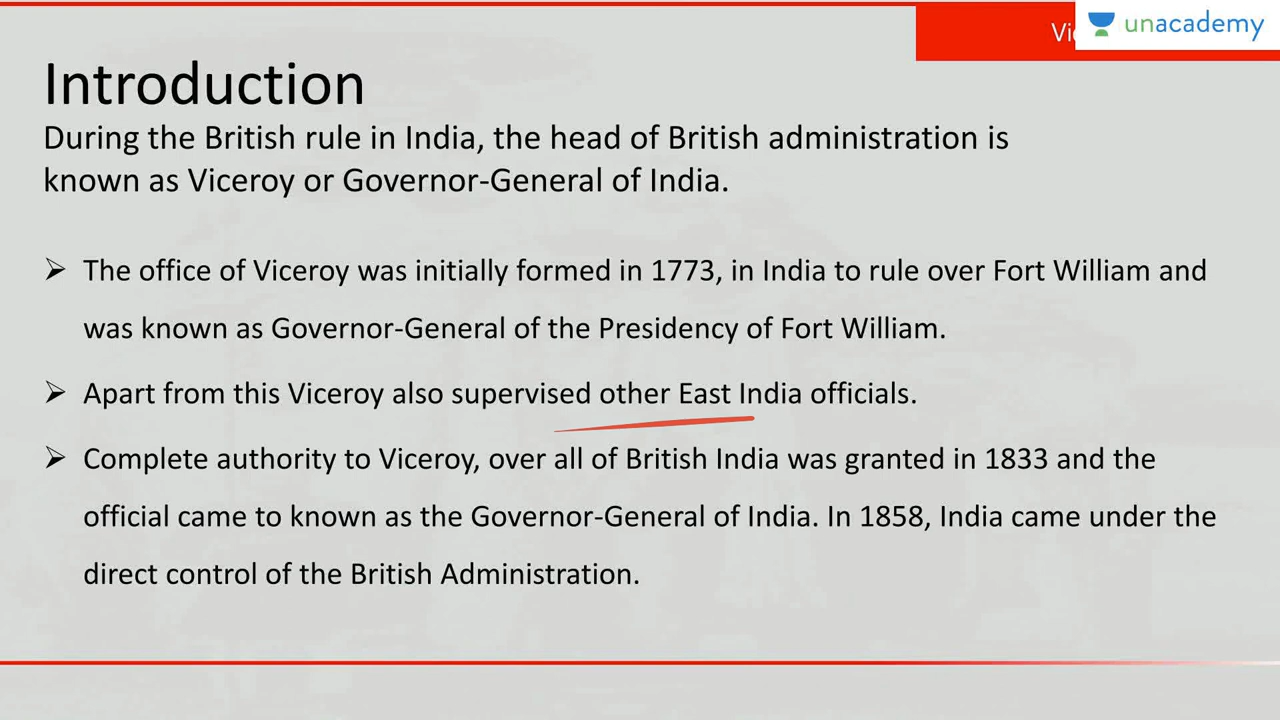 unacademy
Introduction
During the British rule in India, the head of British administration is
known as Viceroy or Governor-General of India.
➢ The office of Viceroy was initially formed in 1773, in India to rule over Fort William and
was known as Governor-General of the Presidency of Fort William.
➢ Apart from this Viceroy also supervised other East India officials.
➢ Complete authority to Viceroy, over all of British India was granted in 1833 and the
official came to known as the Governor-General of India. In 1858, India came under the
direct control of the British Administration.